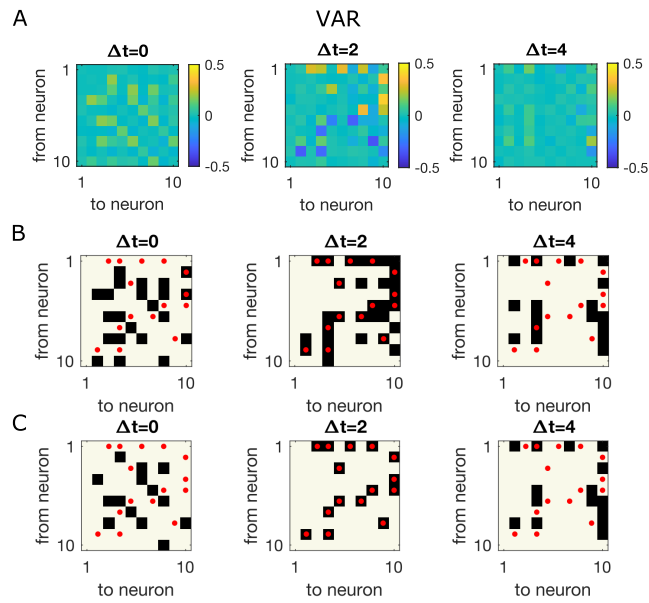 A
VAR
Δt=0
Δt=2
Δt=4
from neuron
1
10
1
10
to neuron
0.5
0
-0.5
from neuron
1
10
1
10
to neuron
0.5
0
-0.5
from neuron
1
10
1
10
to neuron
0.5
0
-0.5
B
Δt=0
Δt=2
Δt=4
from neuron
1
10
1
10
to neuron
from neuron
1
10
1
10
to neuron
from neuron
1
10
1
10
to neuron
C
Δt=0
Δt=2
Δt=4
from neuron
1
10
1
10
to neuron
from neuron
1
10
1
10
to neuron
from neuron
1
10
1
10
to neuron